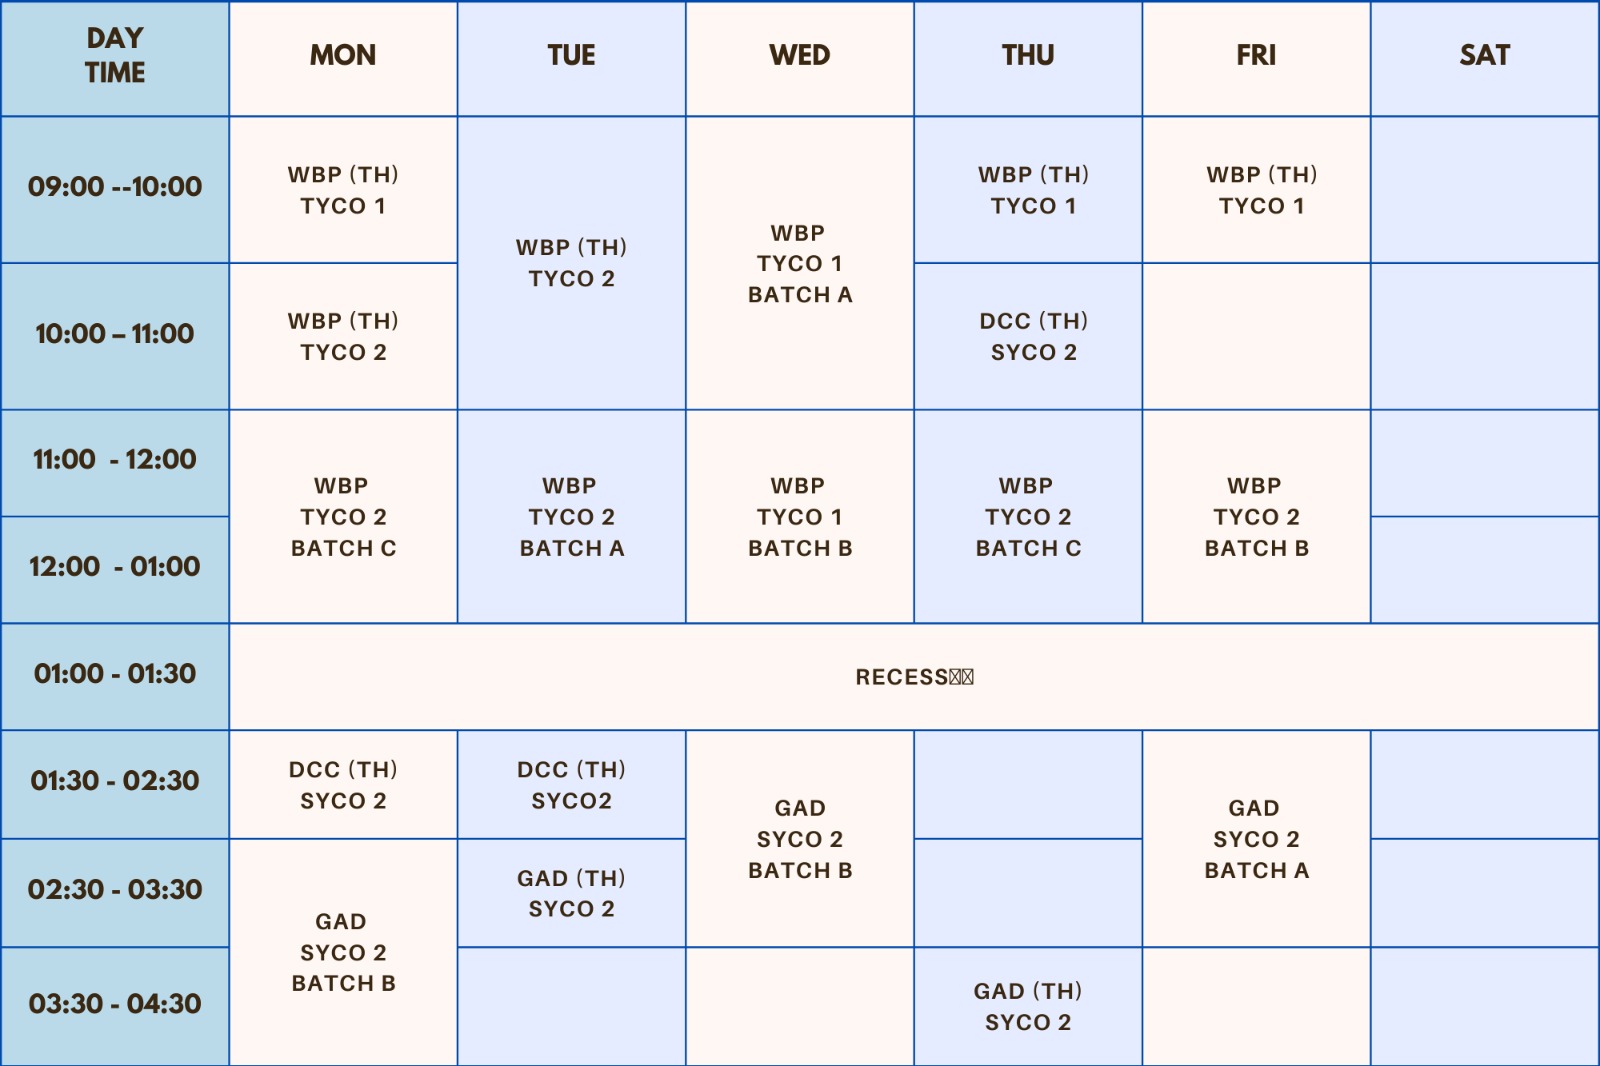 DAY
TIME
MON
TUE
WED
THU
FRI
SAT
09:00 --10:00
WBP (TH)
TYCO 1
WBP (TH)
TYCO 2
WBP
TYCO 1
BATCH A
WBP (TH)
TYCO 1
WBP (TH)
TYCO 1
10:00 – 11:00
WBP (TH)
TYCO 2
DCC (TH)
SYCO 2
11:00 - 12:00
WBP
TYCO 2
BATCH C
WBP
TYCO 2
BATCH A
WBP
TYCO 1
BATCH B
WBP
TYCO 2
BATCH C
WBP
TYCO 2
BATCH B
12:00 - 01:00
01:00 - 01:30
RECESS
01:30 - 02:30
DCC (TH)
SYCO 2
DCC (TH)
SYCO2
GAD
SYCO 2
BATCH B
GAD
SYCO 2
BATCH A
02:30 - 03:30
GAD
SYCO 2
BATCH B
GAD (TH)
SYCO 2
03:30 - 04:30
GAD (TH)
SYCO 2